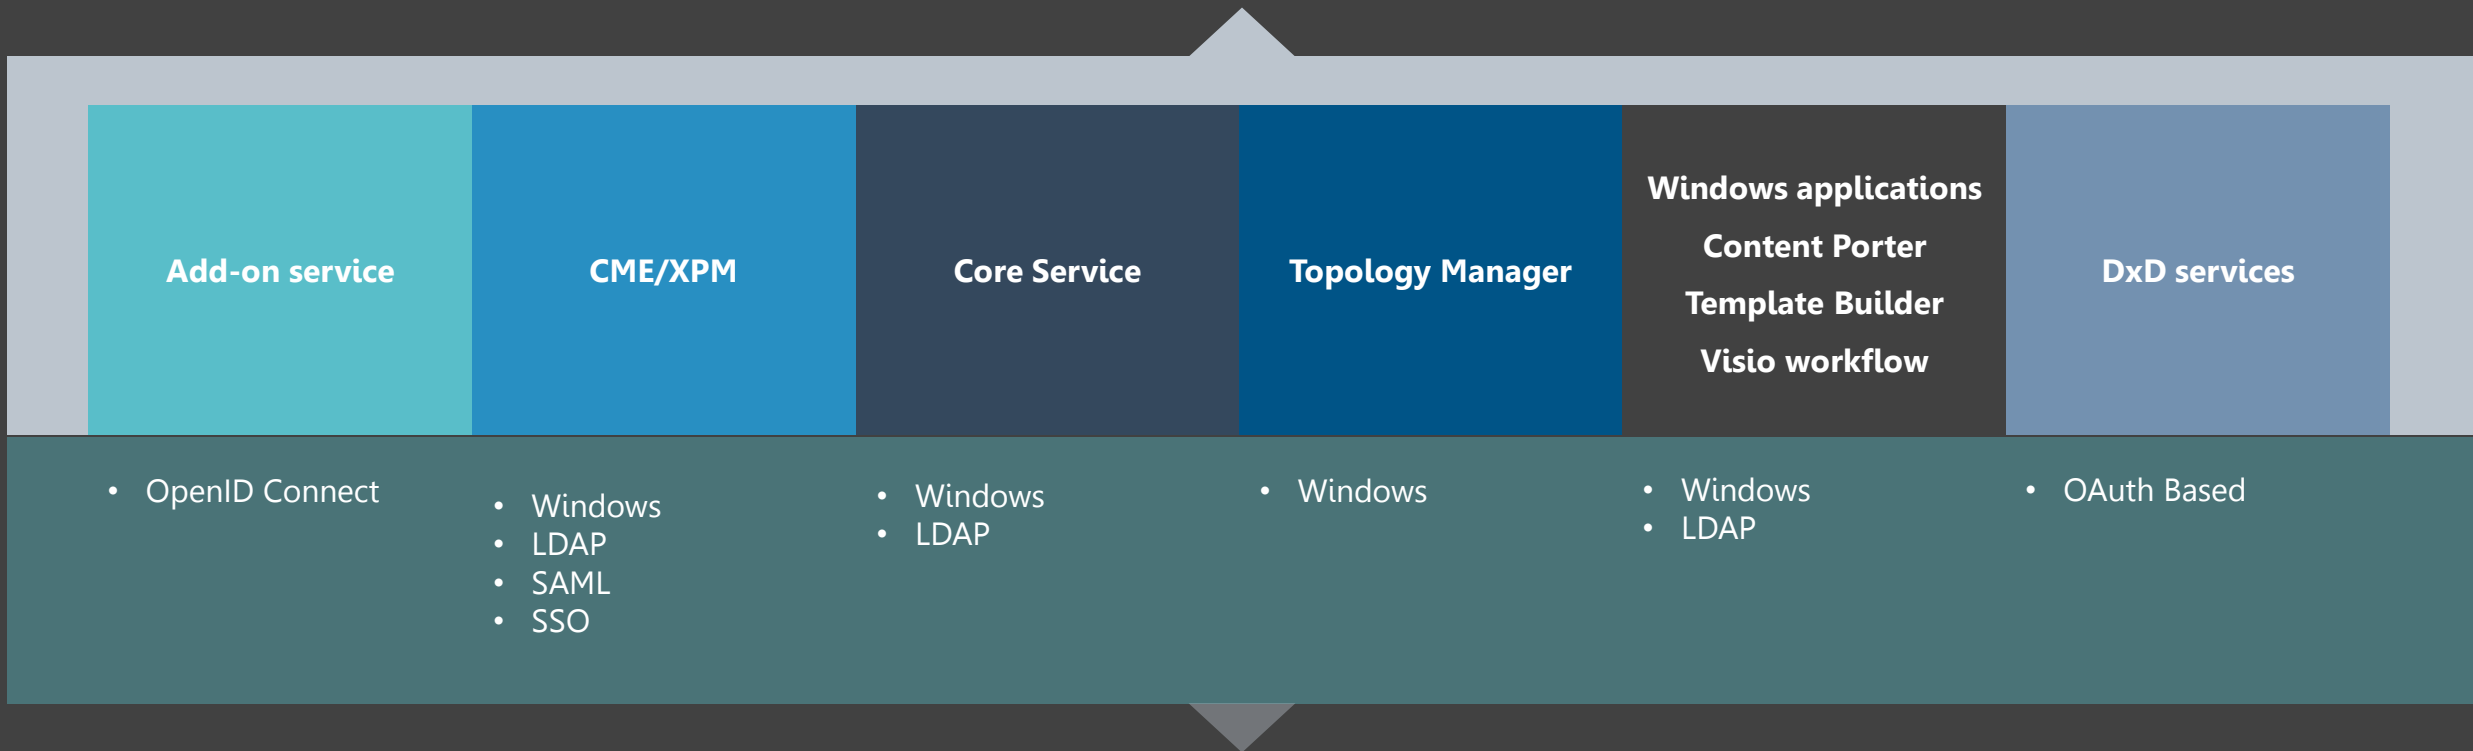 Add-on service
CME/XPM
Core Service
Topology Manager
Windows applications
Content Porter
Template Builder
Visio workflow
DxD services
• OpenID Connect
• Windows
• LDAP
• SAML
• SSO
• Windows
• LDAP
• Windows
• Windows
• LDAP
• OAuth Based